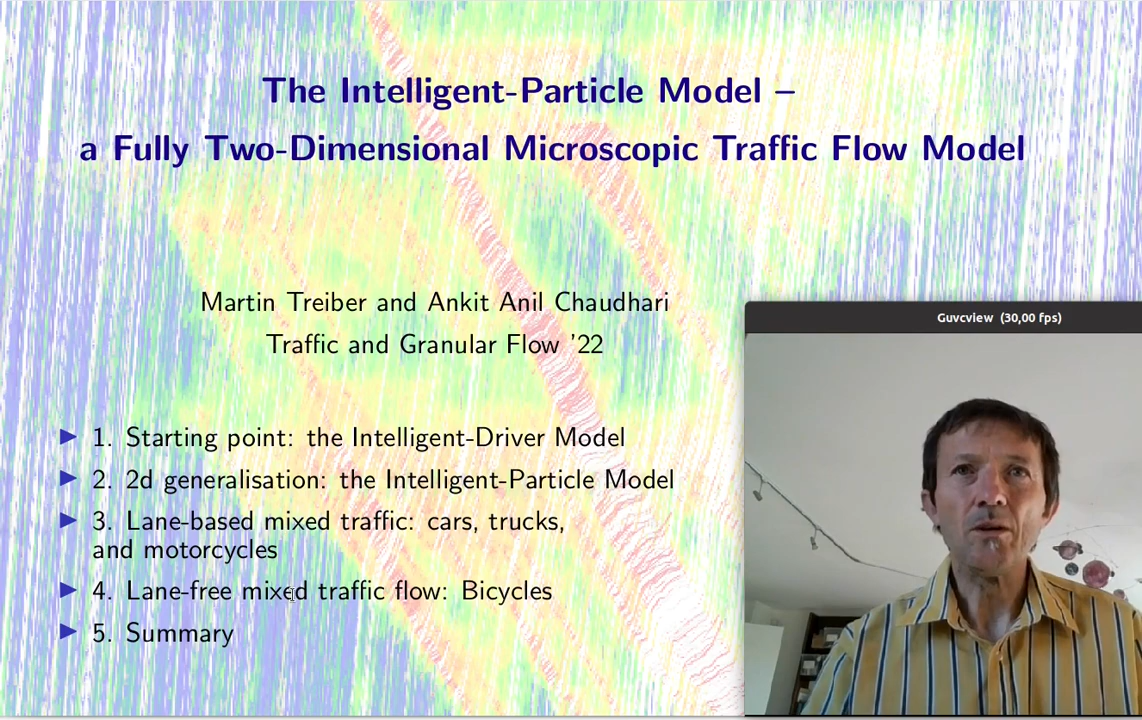 The Intelligent-Particle Model –
a Fully Two-Dimensional Microscopic Traffic Flow Model
Martin Treiber and Ankit Anil Chaudhari
Traffic and Granular Flow '22
Guvcview (30,00 fps)
▶ 1. Starting point: the Intelligent-Driver Model
▶ 2. 2d generalisation: the Intelligent-Particle Model
▶ 3. Lane-based mixed traffic: cars, trucks,
and motorcycles
▶ 4. Lane-free mixed traffic flow: Bicycles
▶ 5. Summary